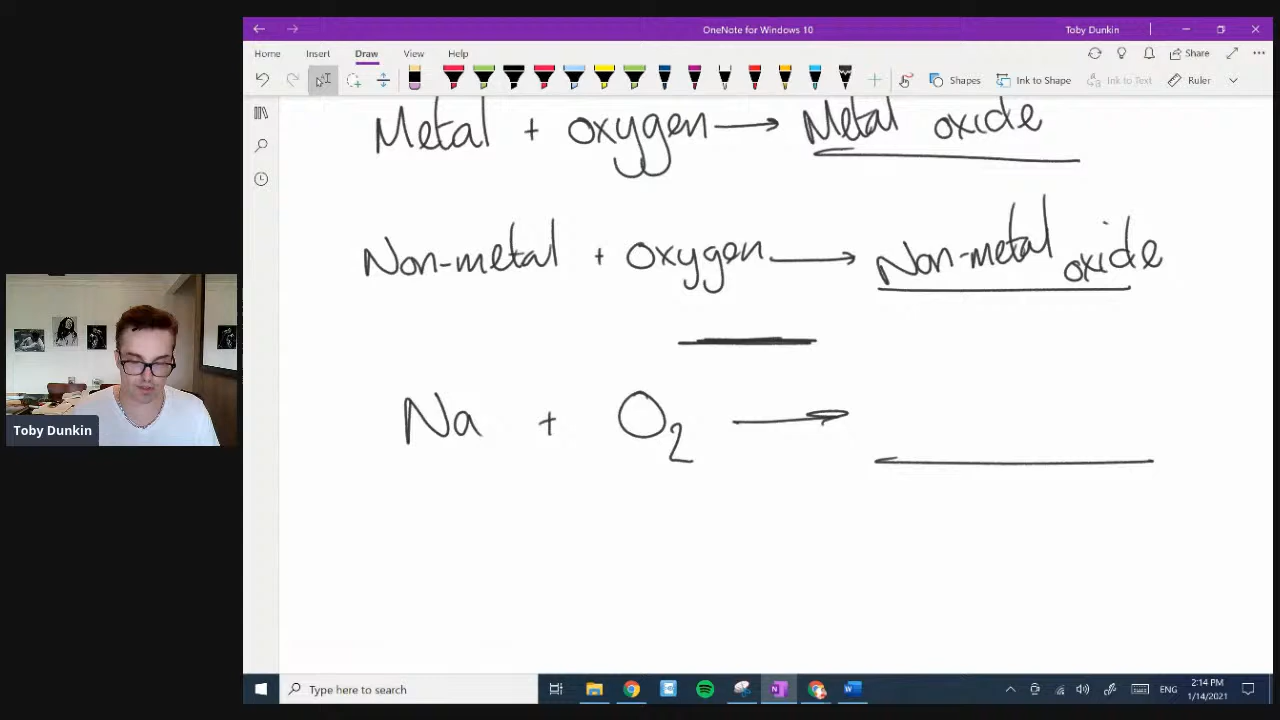 OneNote for Windows 10
Toby Dunkin
Home Insert Draw View Help
Share
Shapes Ink to Shape Ink to Text Ruler
Metal + oxygen → Metal oxide
Non-metal + Oxygen → Non-metal oxide
Na + O2 →
Toby Dunkin
Type here to search
ENG
2:14 PM
1/14/2021